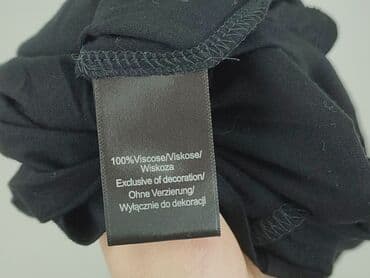 100%Viscose/Viskose/
Wiskoza
Exclusive of decoration/
Ohne Verzierung/
Wyłącznie do dekoracji